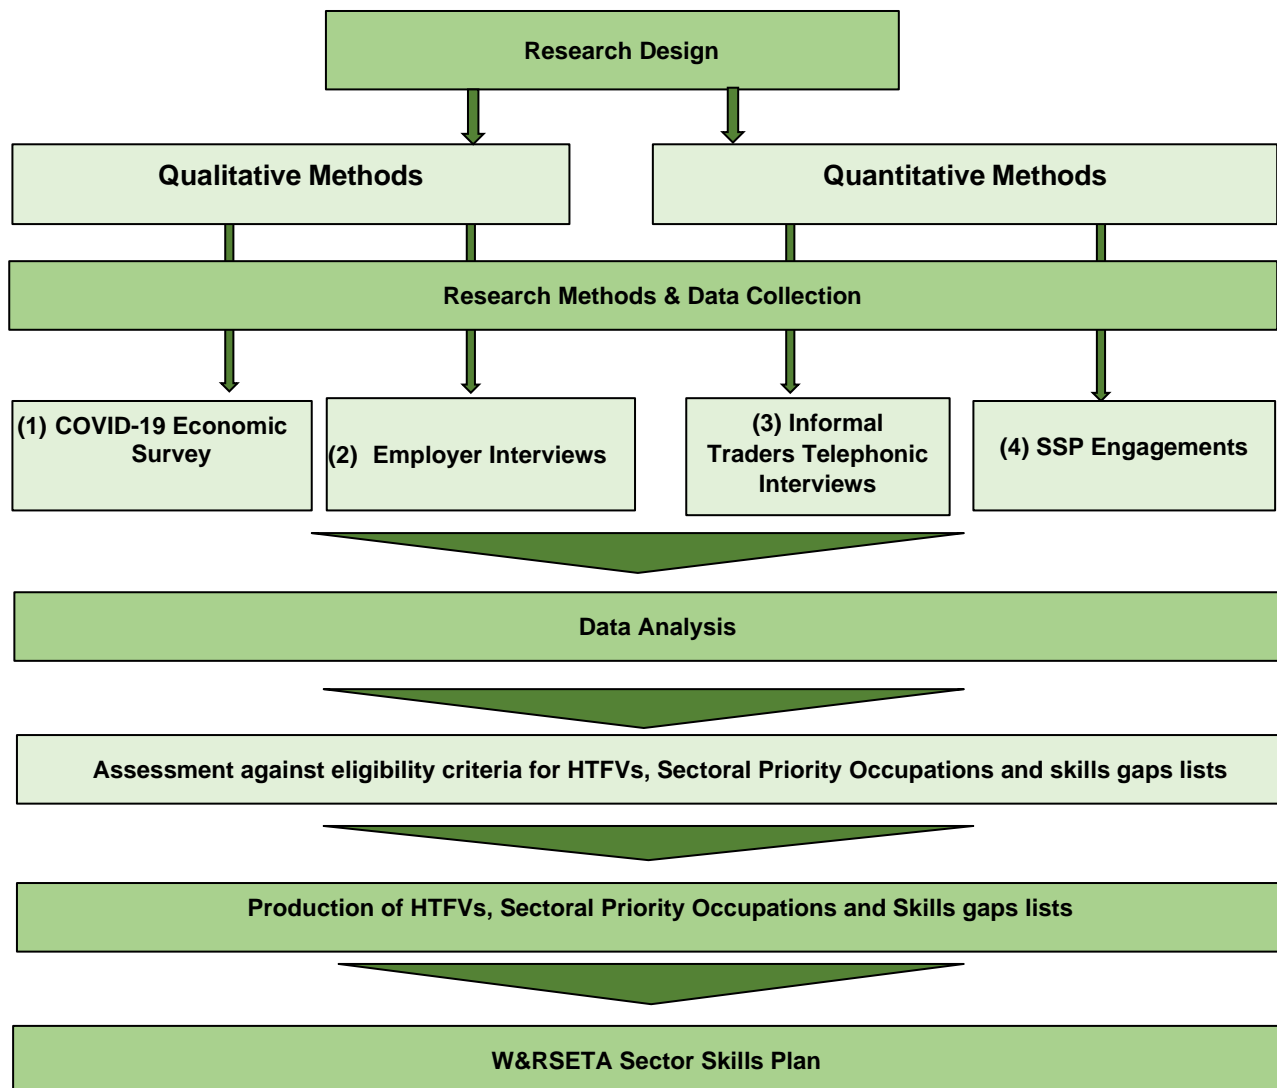 Research Design
Qualitative Methods
Quantitative Methods
Research Methods & Data Collection
(1) COVID-19 Economic
Survey
(2) Employer Interviews
(3) Informal
Traders Telephonic
Interviews
(4) SSP Engagements
Data Analysis
Assessment against eligibility criteria for HTFVs, Sectoral Priority Occupations and skills gaps lists
Production of HTFVs, Sectoral Priority Occupations and Skills gaps lists
W&RSETA Sector Skills Plan